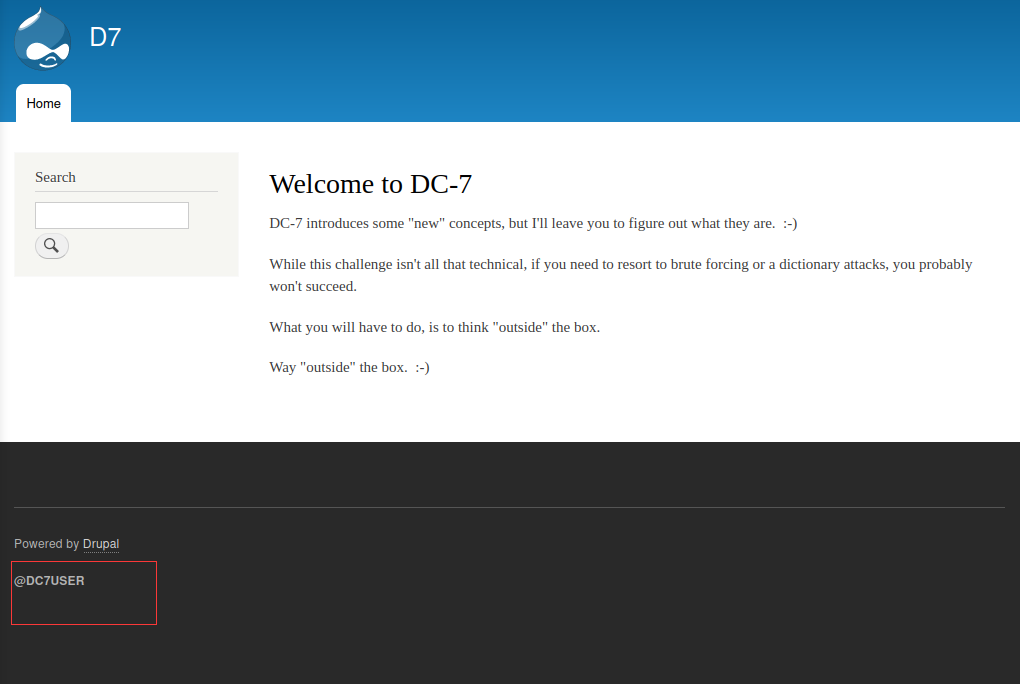 D7
Home
Search
Welcome to DC-7
DC-7 introduces some "new" concepts, but I'll leave you to figure out what they are.  :-)
While this challenge isn't all that technical, if you need to resort to brute forcing or a dictionary attacks, you probably
won't succeed.
What you will have to do, is to think "outside" the box.
Way "outside" the box.  :-)
Powered by Drupal
@DC7USER